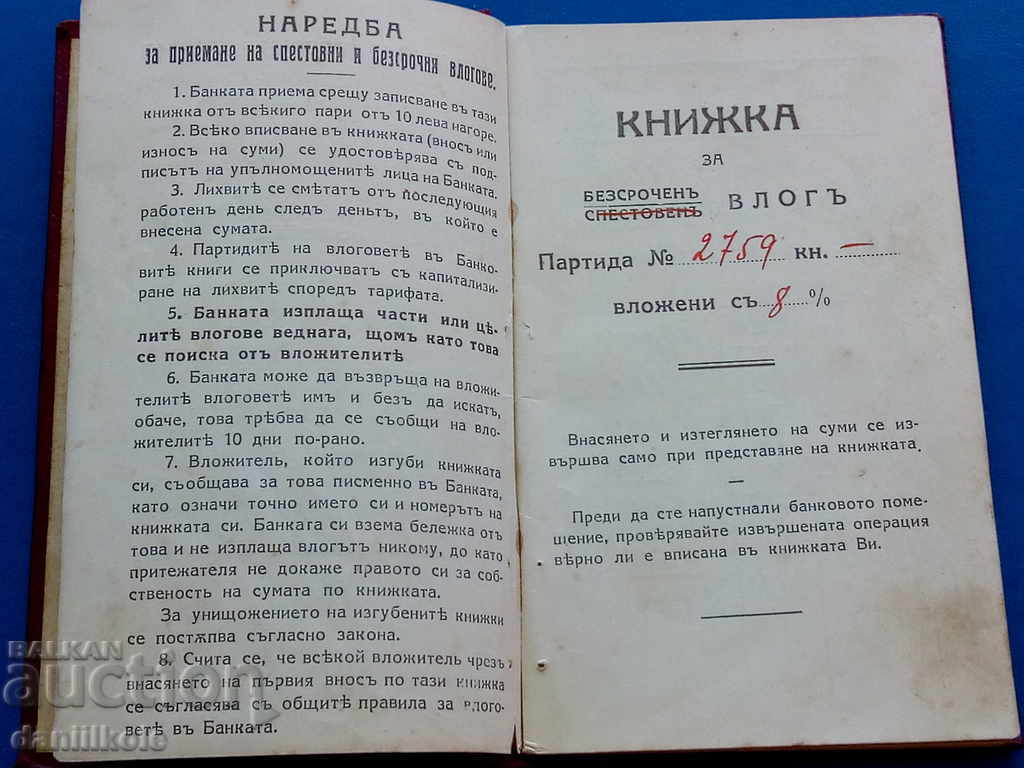 НАРЕДБА
за приемане на спестовни и безсрочни влогове.
1. Банката приема срещу записване въ тази
книжка отъ всѣкиго пари отъ 10 лева нагоре.
2. Всѣко вписване въ книжката (вносъ или
износъ на суми) се удостовѣрява съ под-
писътъ на упълномощенитѣ лица на Банката.
3. Лихвитѣ се смѣтатъ отъ последующия
работенъ день следъ деньтъ, въ който е
внесена сумата.
4. Партидитѣ на влоговетѣ въ Банко-
витѣ книги се приключватъ съ капитализи-
ране на лихвитѣ споредъ тарифата.
5. Банката изплаща части или цѣ-
литѣ влогове веднага, щомъ като това
се поиска отъ вложителитѣ
6. Банката може да възвръща на вложи-
телитѣ влоговетѣ имъ и безъ да искатъ,
обаче, това трѣбва да се съобщи на вло-
жителитѣ 10 дни по-рано.
7. Вложитель, който изгуби книжката
си, съобщава за това писменно въ Банката,
като означи точно името си и номерътъ на
книжката си. Банката си взема бележка отъ
това и не изплаща влогътъ никому, до като
притежателя не докаже правото си за соб-
ственость на сумата по книжката.
За унищожението на изгубенитѣ книжки
се постѫпва съгласно закона.
8. Счита се, че всѣкой вложитель чрезъ
внасянето на първия вносъ по тази книжка
се съгласява съ общитѣ правила за влого-
ветѣ въ Банката.
КНИЖКА
ЗА
БЕЗСРОЧЕНЪ
СПЕСТОВЕНЪ ВЛОГЪ
Партида № 2759 кн. —
вложени съ 8 %
Внасянето и изтеглянето на суми се из-
вършва само при представяне на книжката.
Преди да сте напустнали банковото поме-
щение, провѣрявайте извършената операция
вѣрно ли е вписана въ книжката Ви.
BALKAN
auction
daniilkole